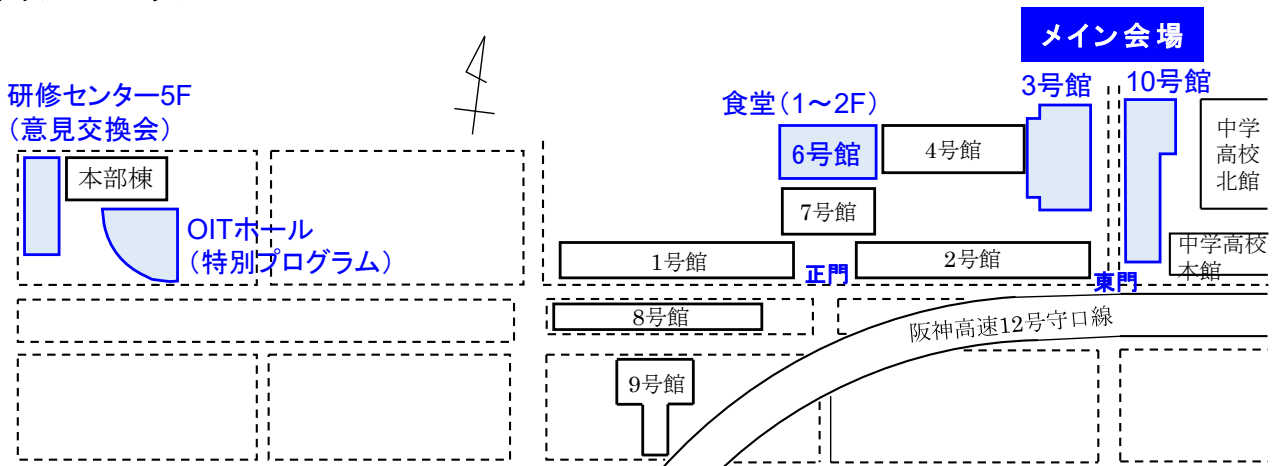 メイン会場
研修センター5F
(意見交換会)
食堂(1～2F)
3号館
10号館
本部棟
6号館
4号館
中学
高校
北館
7号館
OITホール
(特別プログラム)
1号館
正門
2号館
東門
中学高校
本館
8号館
阪神高速12号守口線
9号館